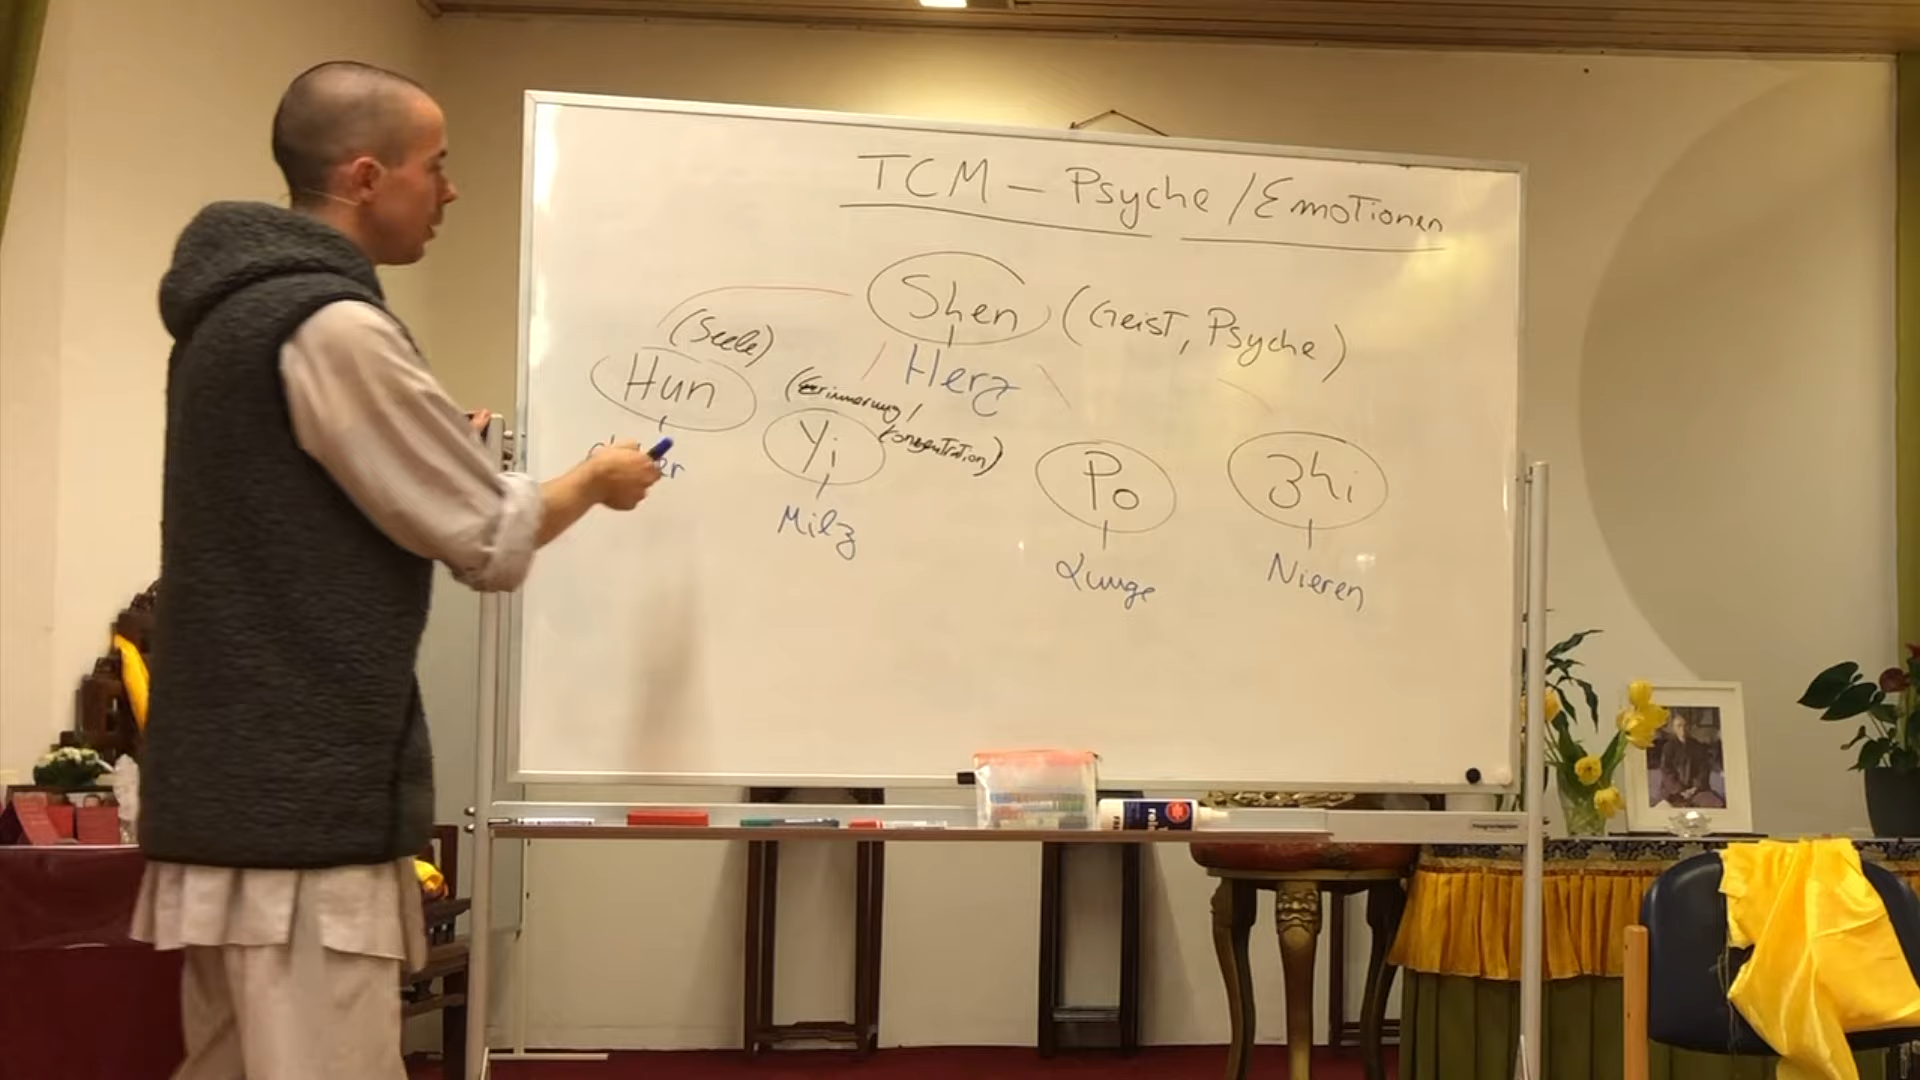 TCM – Psyche / Emotionen
Shen (Geist, Psyche)
Herz
(Seele)
Hun
(Erinnerung /
Konzentration)
Yi
Milz
Po
Lunge
Zhi
Nieren